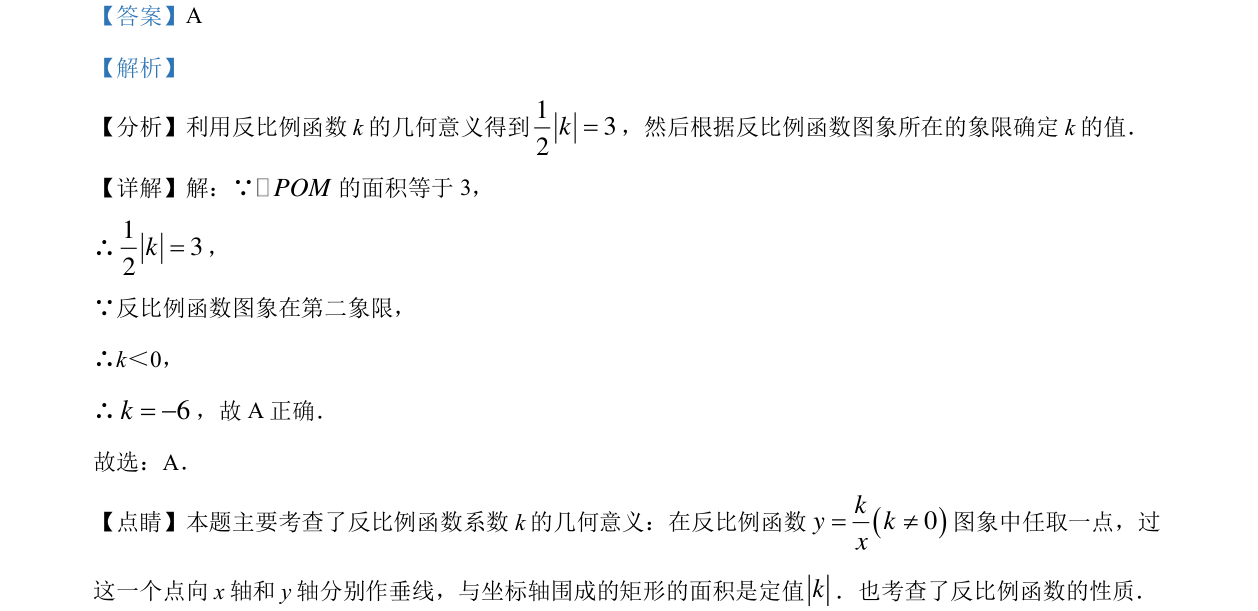 【答案】A
【解析】
【分析】利用反比例函数 k 的几何意义得到 1/2|k| = 3，然后根据反比例函数图象所在的象限确定 k 的值．
【详解】解：∵□POM 的面积等于 3，
∴ 1/2|k| = 3，
∵反比例函数图象在第二象限，
∴k＜0，
∴ k = −6，故 A 正确．
故选：A．
【点睛】本题主要考查了反比例函数系数 k 的几何意义：在反比例函数 y = k/x (k ≠ 0) 图象中任取一点，过
这一个点向 x 轴和 y 轴分别作垂线，与坐标轴围成的矩形的面积是定值|k|．也考查了反比例函数的性质．